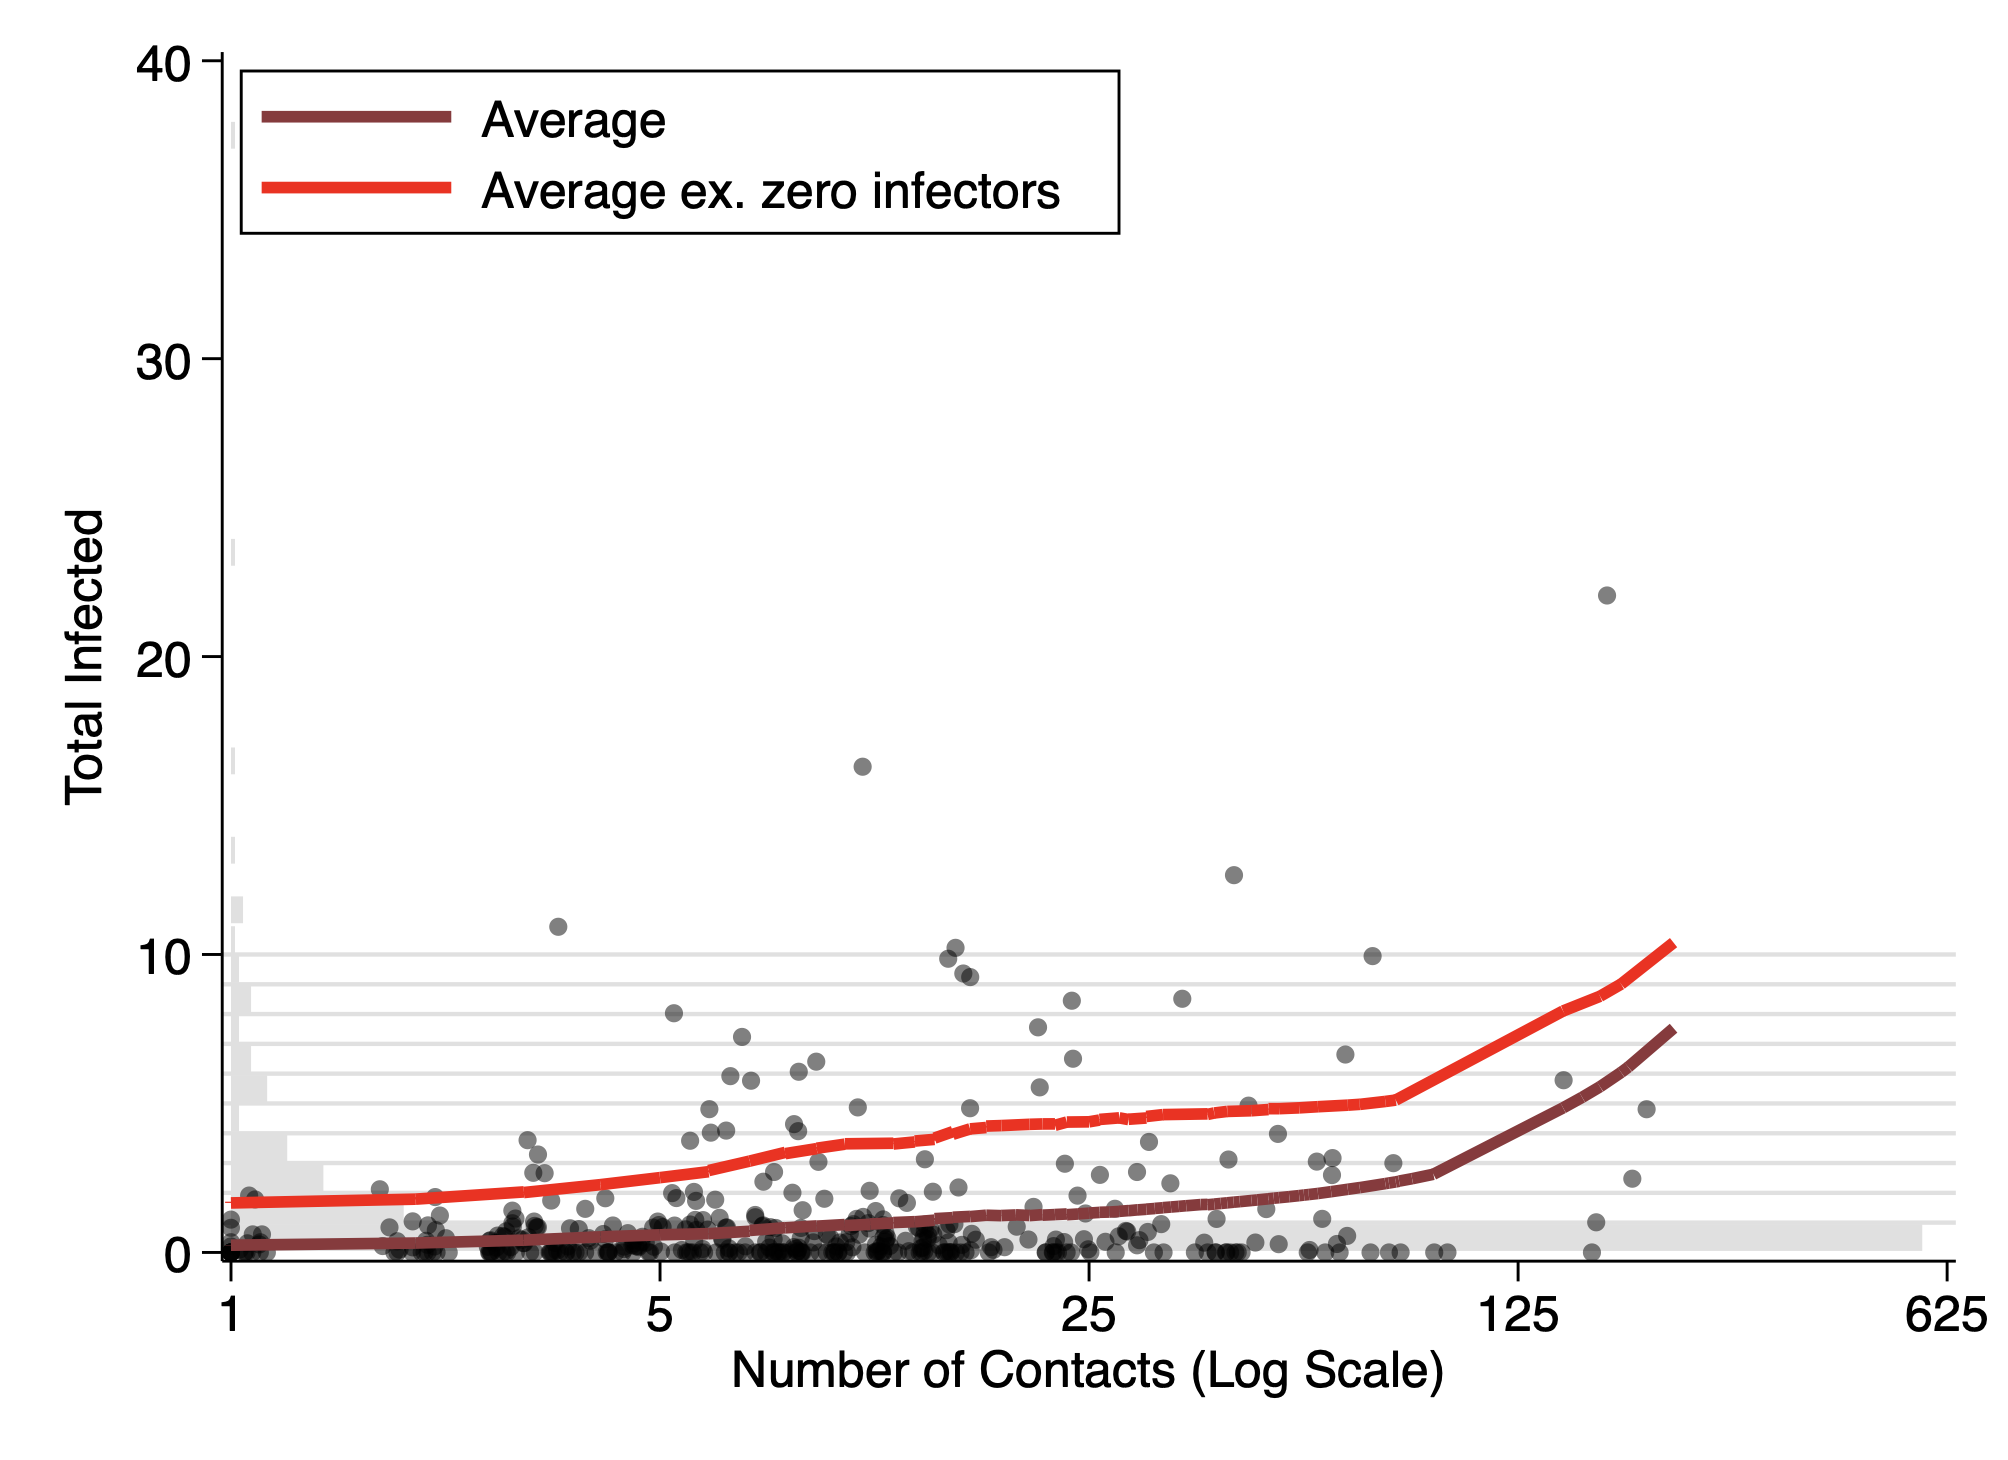 40
Average
Average ex. zero infectors
30
20
10
0
Total Infected
1
5
25
125
625
Number of Contacts (Log Scale)